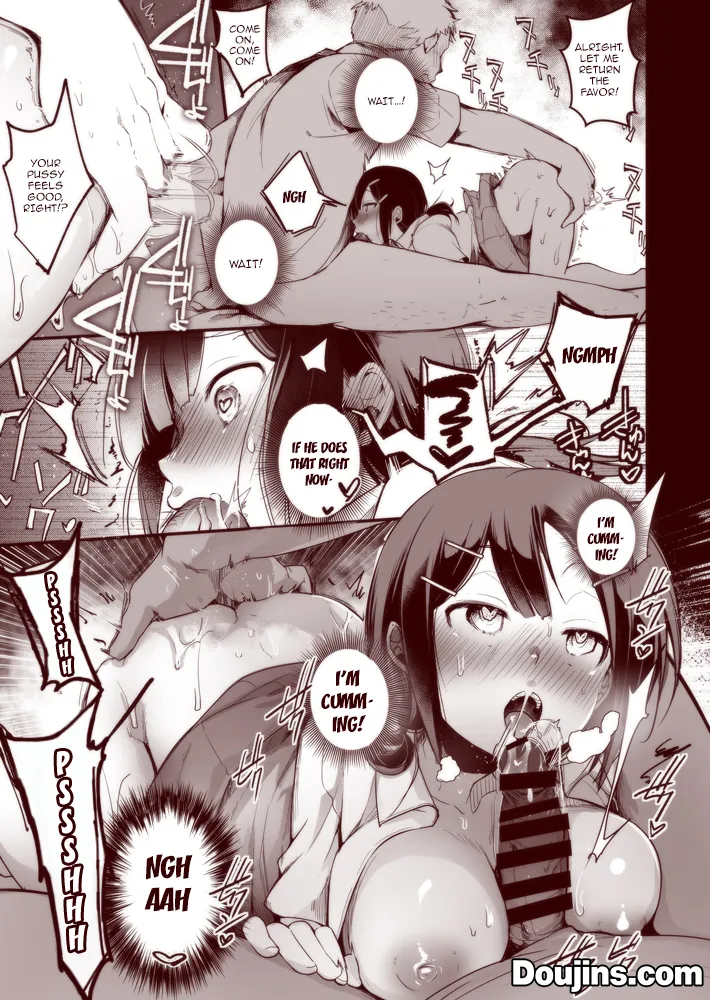 COME
ON,
COME
ON!
ALRIGHT,
LET ME
RETURN
THE
FAVOR!
WAIT...!
YOUR
PUSSY
FEELS
GOOD,
RIGHT!?
NGH
WAIT!
NGMPH
IF HE DOES
THAT RIGHT
NOW-
I'M
CUMM-
ING!
PSSSHH
I'M
CUMM-
ING!
PSSSHHH
NGH
AAH
Doujins.com